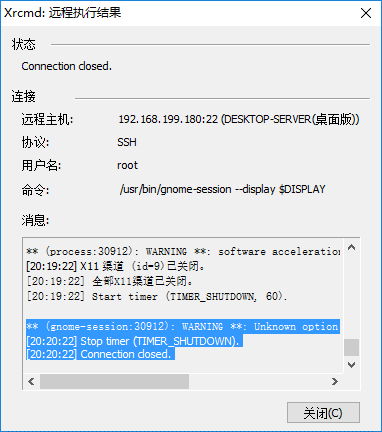 Xrcmd: 远程执行结果
状态
Connection closed.
连接
远程主机: 192.168.199.180:22 (DESKTOP-SERVER(桌面版))
协议: SSH
用户名: root
命令: /usr/bin/gnome-session --display $DISPLAY
消息:
** (process:30912): WARNING **: software acceleration
[20:19:22] X11 渠道 (id=9)已关闭。
[20:19:22] 全部X11渠道已关闭。
[20:19:22] Start timer (TIMER_SHUTDOWN, 60).
** (gnome-session:30912): WARNING **: Unknown option
[20:20:22] Stop timer (TIMER_SHUTDOWN).
[20:20:22] Connection closed.
关闭(C)